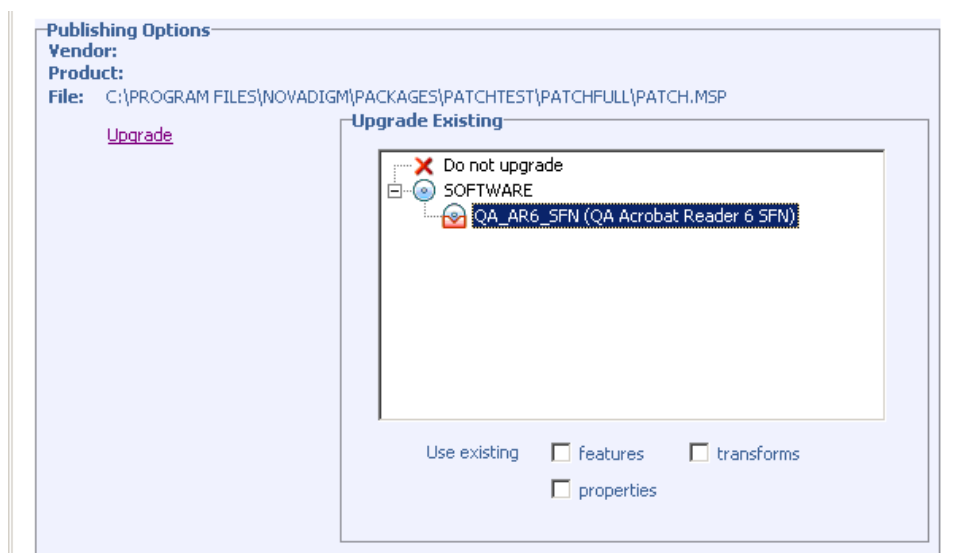 Publishing Options
Vendor:
Product:
File: C:\PROGRAM FILES\NOVADIGM\PACKAGES\PATCHTEST\PATCHFULL\PATCH.MSP
Upgrade
Upgrade Existing
Do not upgrade
SOFTWARE
QA_AR6_SFN (QA Acrobat Reader 6 SFN)
Use existing features transforms
properties